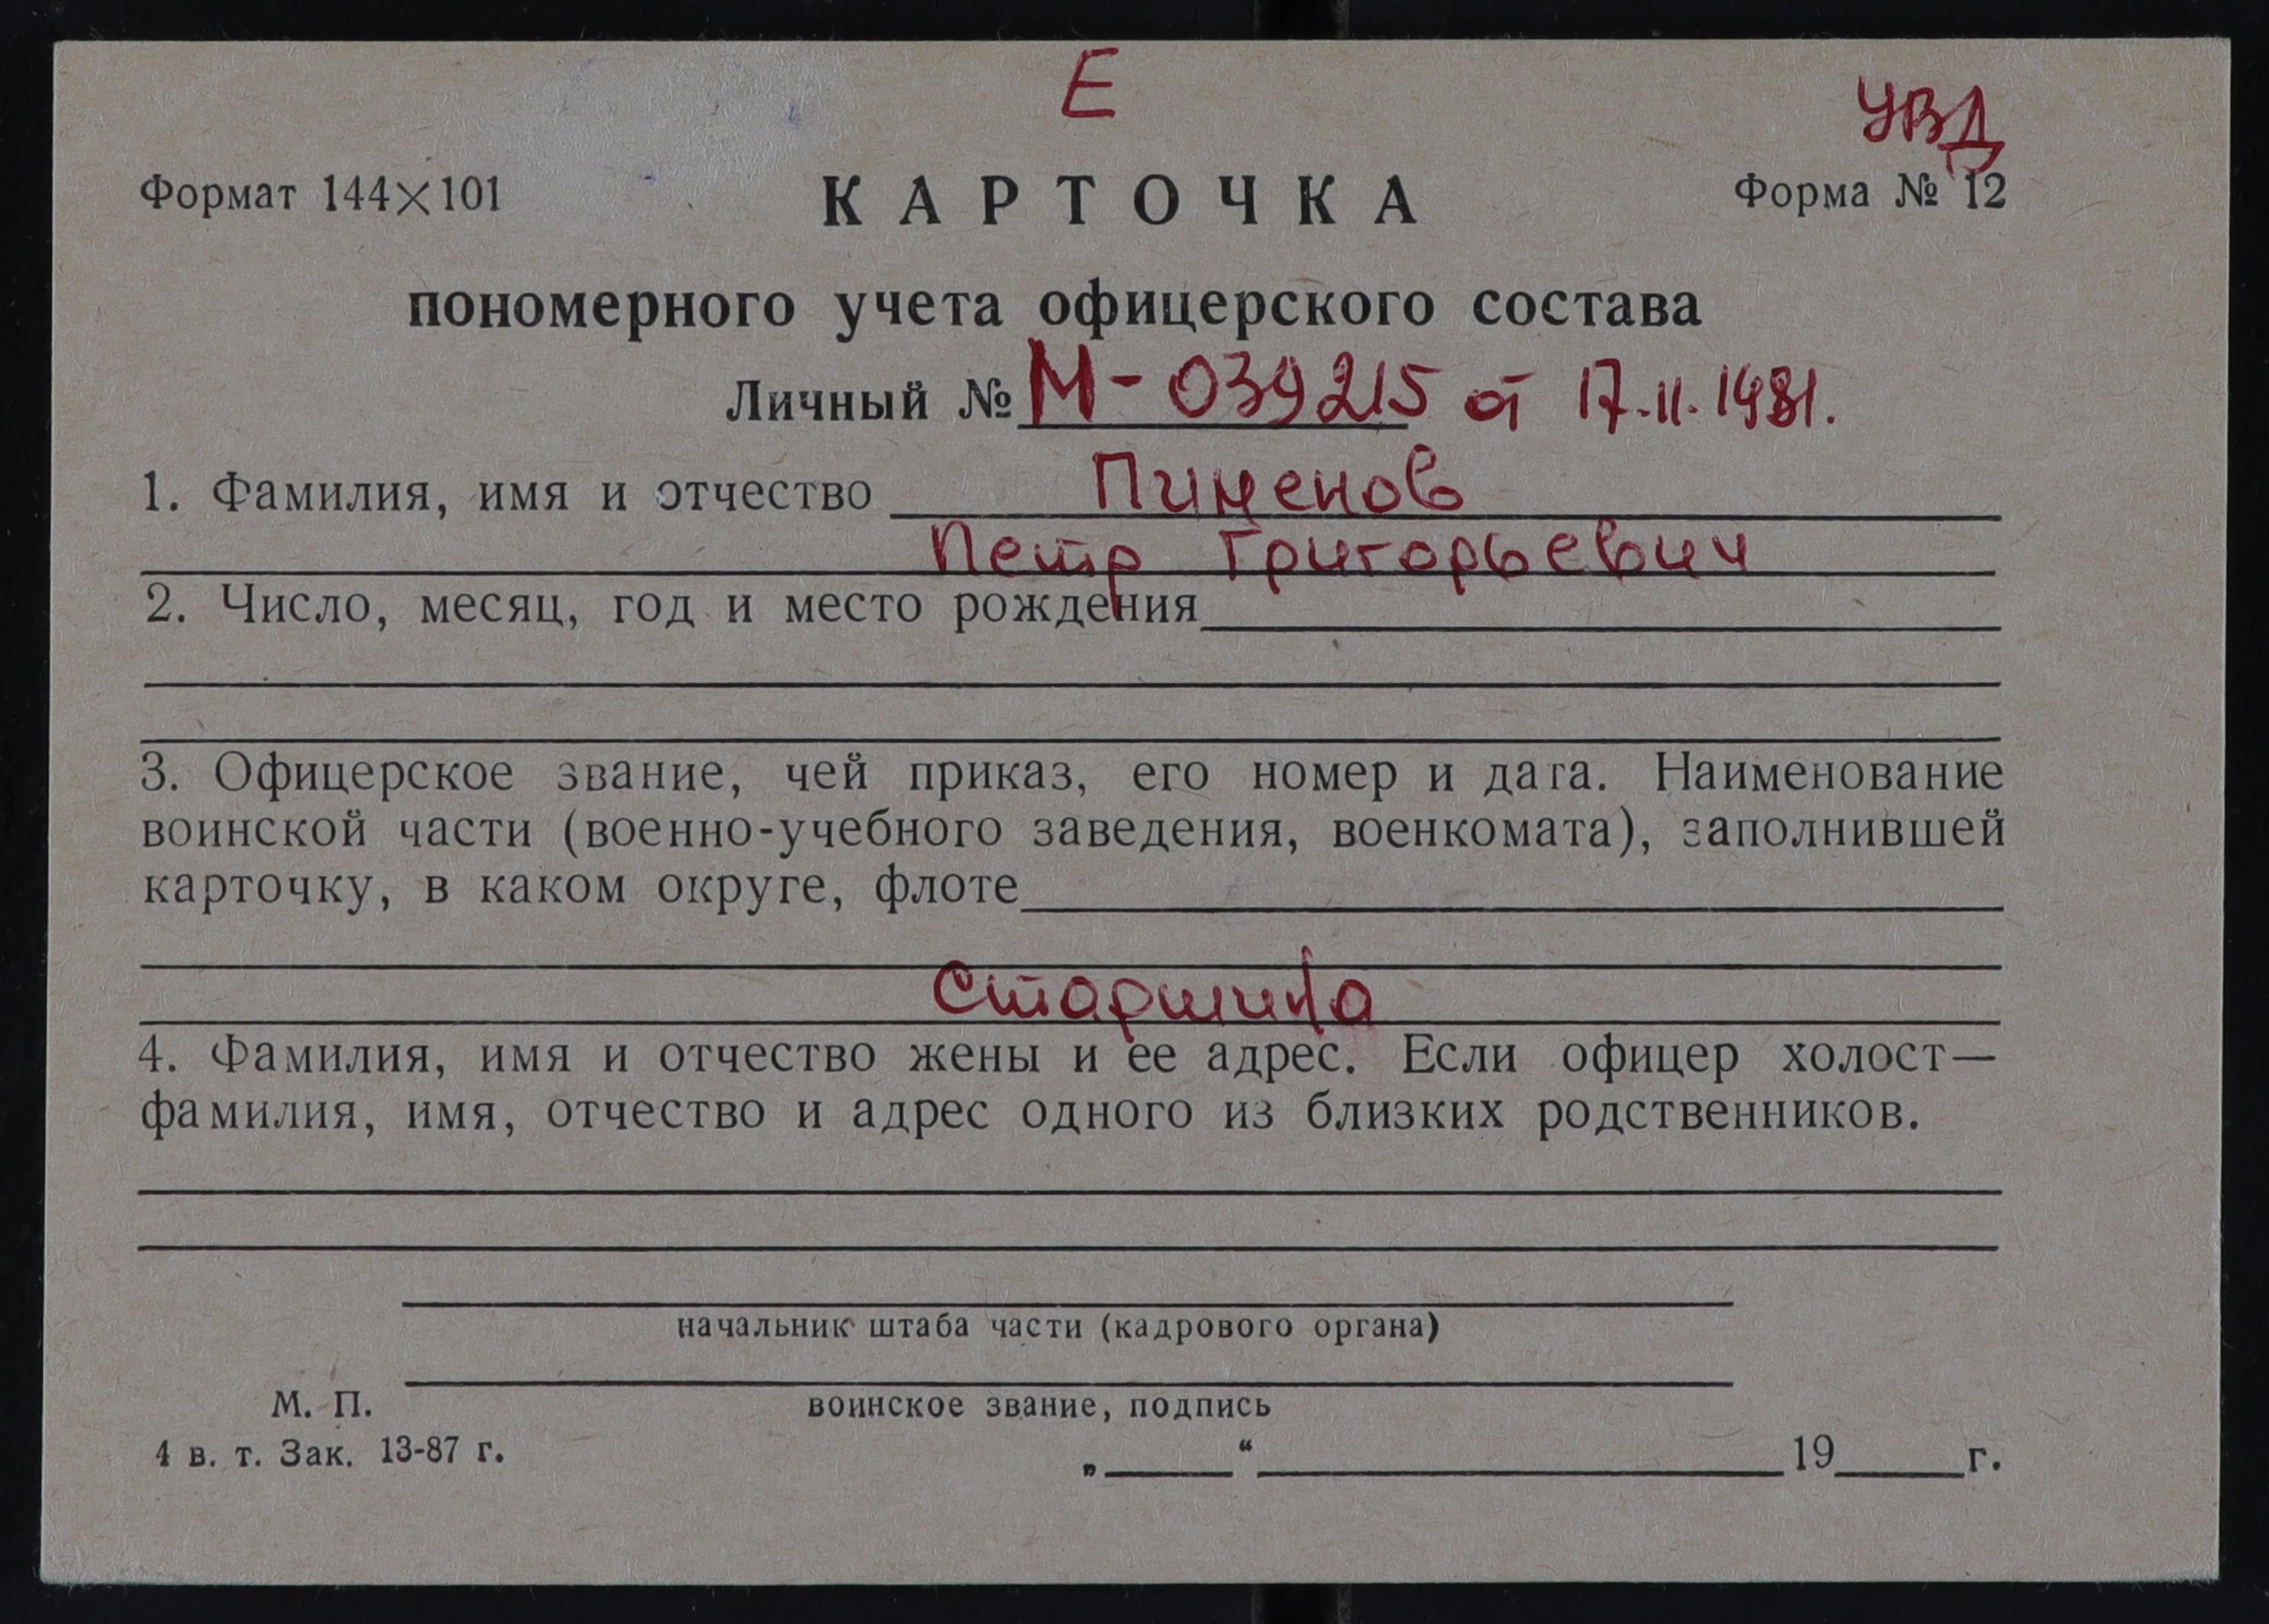 Е
УВД
Формат 144×101
КАРТОЧКА
Форма № 12
пономерного учета офицерского состава
Личный № М-039215 от 17.11.1981.
1. Фамилия, имя и отчество Пименов
Петр Григорьевич
2. Число, месяц, год и место рождения
3. Офицерское звание, чей приказ, его номер и дата. Наименование
воинской части (военно-учебного заведения, военкомата), заполнившей
карточку, в каком округе, флоте
Старшина
4. Фамилия, имя и отчество жены и ее адрес. Если офицер холост—
фамилия, имя, отчество и адрес одного из близких родственников.
начальник штаба части (кадрового органа)
М. П.
воинское звание, подпись
4 в. т. Зак. 13-87 г.
„____“____19____г.